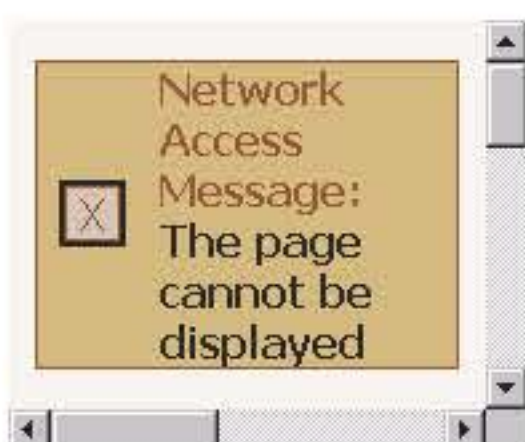 Network
Access
Message:
The page
cannot be
displayed